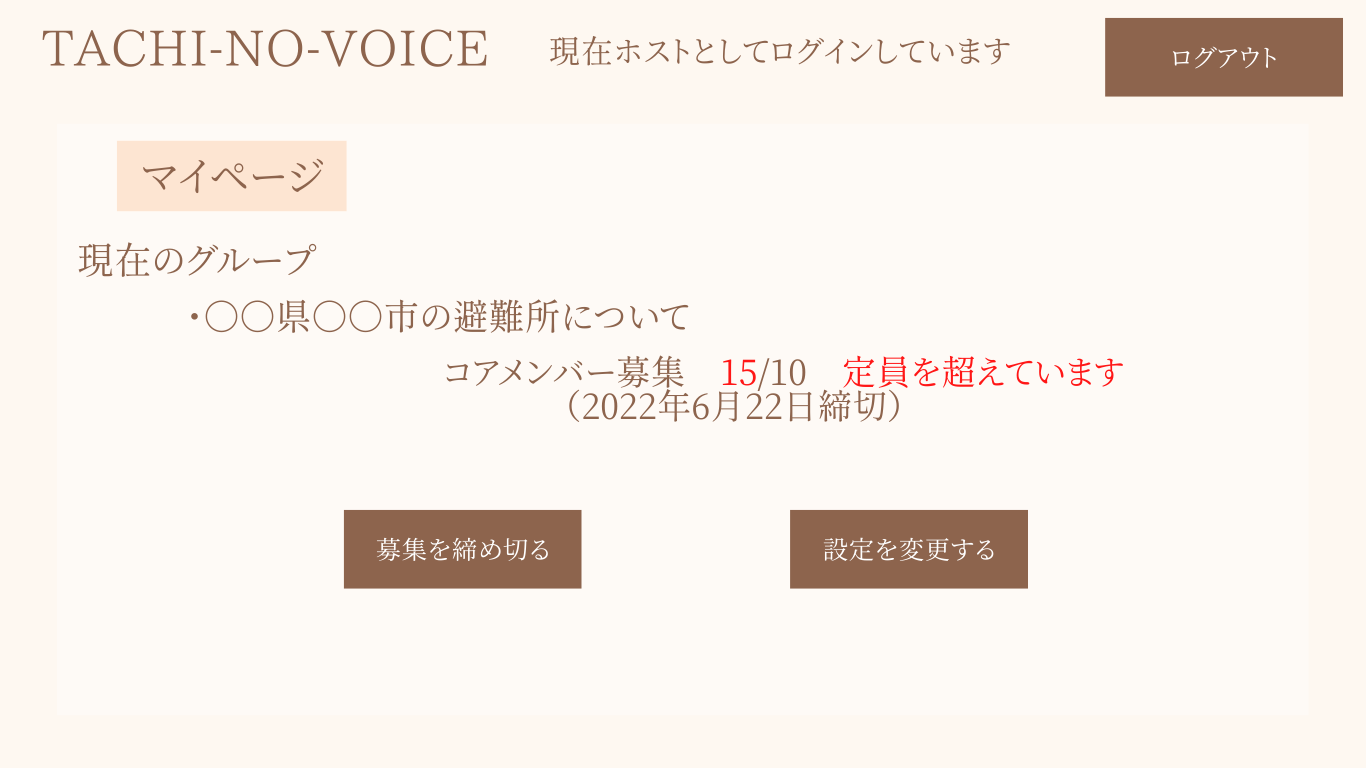 TACHI-NO-VOICE
現在ホストとしてログインしています
ログアウト
マイページ
現在のグループ
・〇〇県〇〇市の避難所について
コアメンバー募集　15/10　定員を超えています
（2022年6月22日締切）
募集を締め切る
設定を変更する